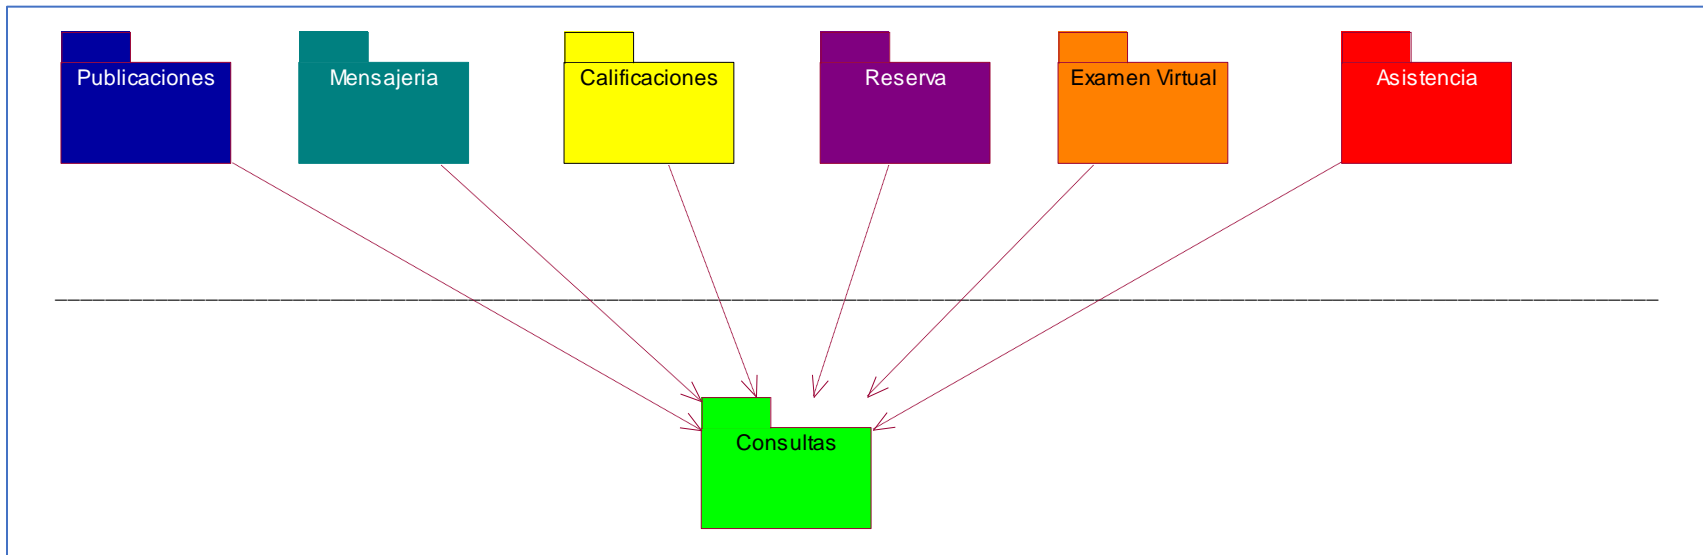 Publicaciones
Mensajeria
Calificaciones
Reserva
Examen Virtual
Asistencia
Consultas